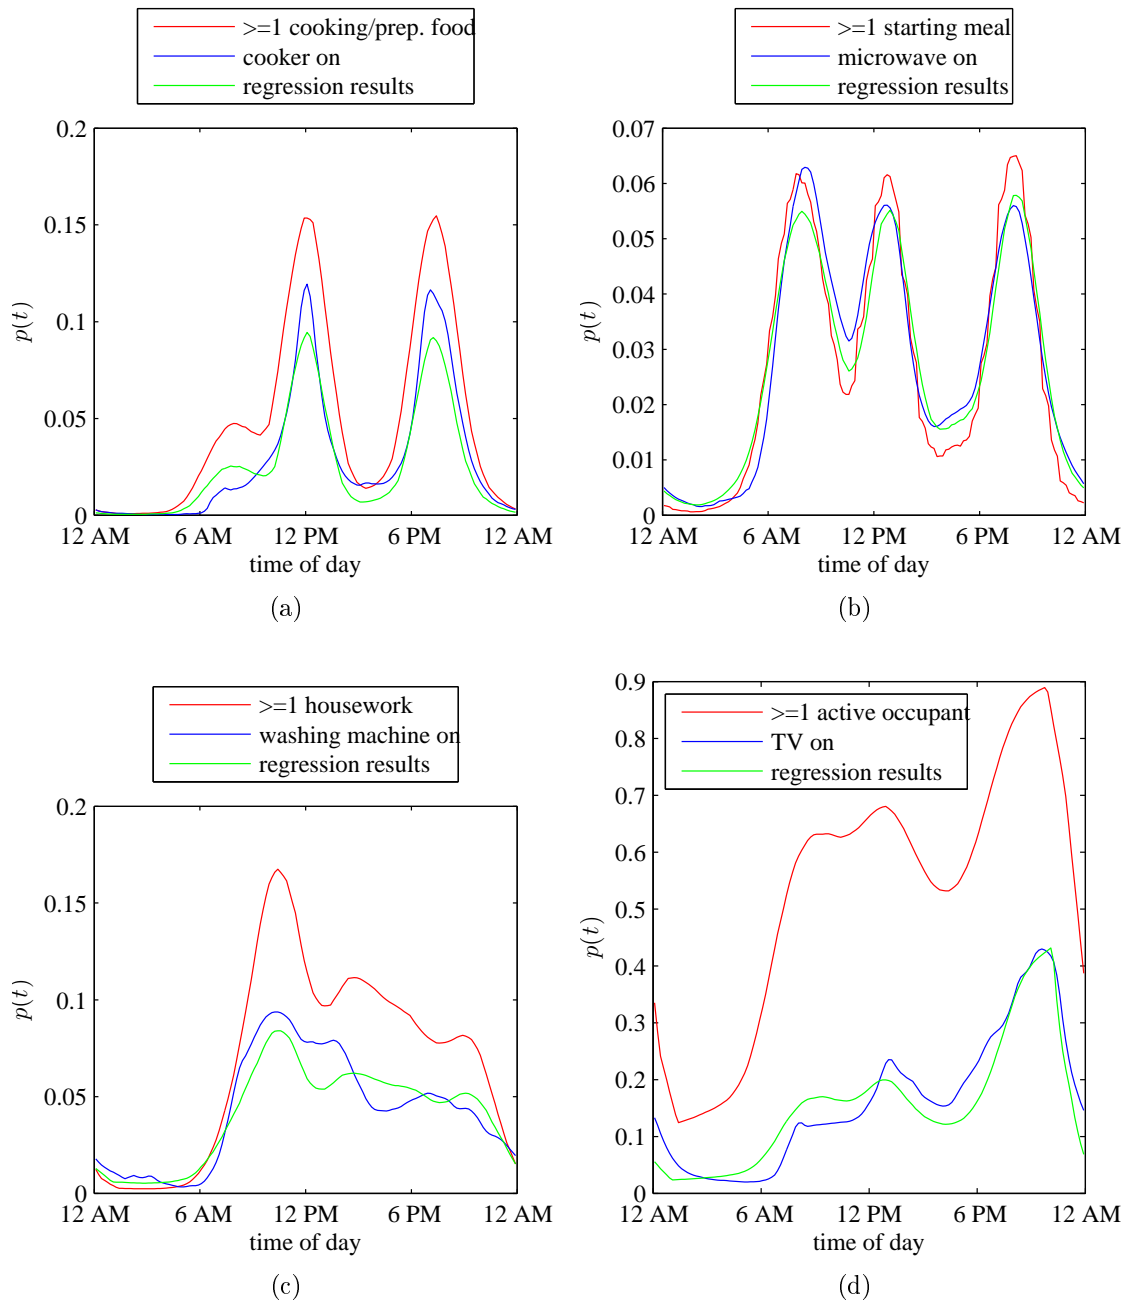 >=1 cooking/prep. food
cooker on
regression results
0.2
0.15
0.1
0.05
0
p(t)
12 AM 6 AM 12 PM 6 PM 12 AM
time of day
(a)
>=1 starting meal
microwave on
regression results
0.07
0.06
0.05
0.04
0.03
0.02
0.01
0
p(t)
12 AM 6 AM 12 PM 6 PM 12 AM
time of day
(b)
>=1 housework
washing machine on
regression results
0.2
0.15
0.1
0.05
0
p(t)
12 AM 6 AM 12 PM 6 PM 12 AM
time of day
(c)
>=1 active occupant
TV on
regression results
0.9
0.8
0.7
0.6
0.5
0.4
0.3
0.2
0.1
0
p(t)
12 AM 6 AM 12 PM 6 PM 12 AM
time of day
(d)